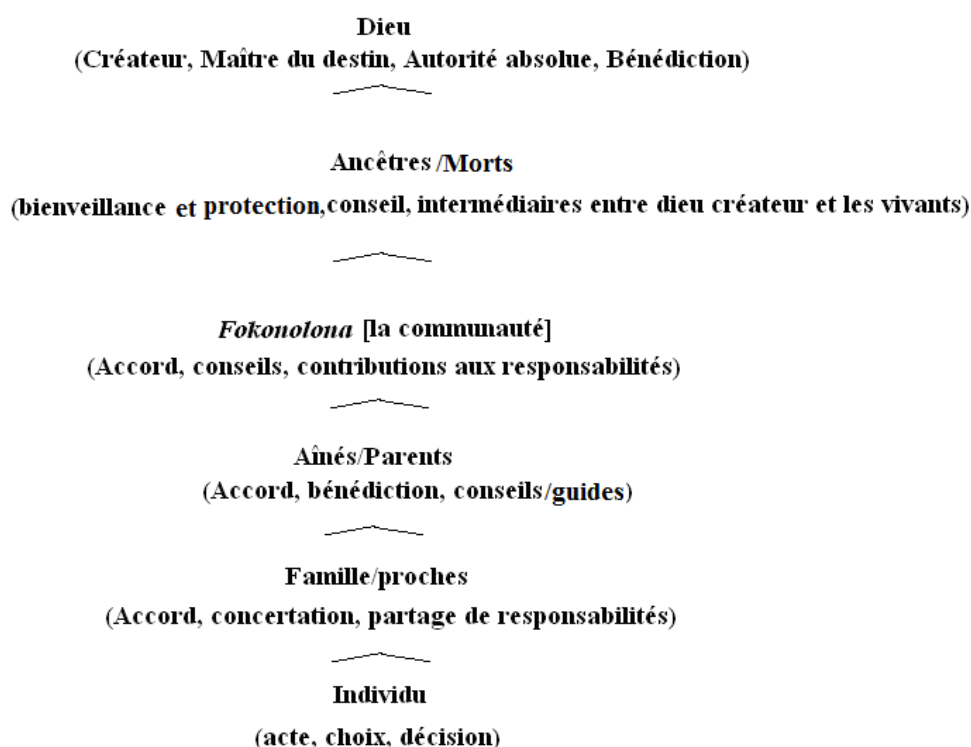 Dieu
(Créateur, Maître du destin, Autorité absolue, Bénédiction)
Ancêtres /Morts
(bienveillance et protection,conseil, intermédiaires entre dieu créateur et les vivants)
Fokonolona [la communauté]
(Accord, conseils, contributions aux responsabilités)
Aînés/Parents
(Accord, bénédiction, conseils/guides)
Famille/proches
(Accord, concertation, partage de responsabilités)
Individu
(acte, choix, décision)